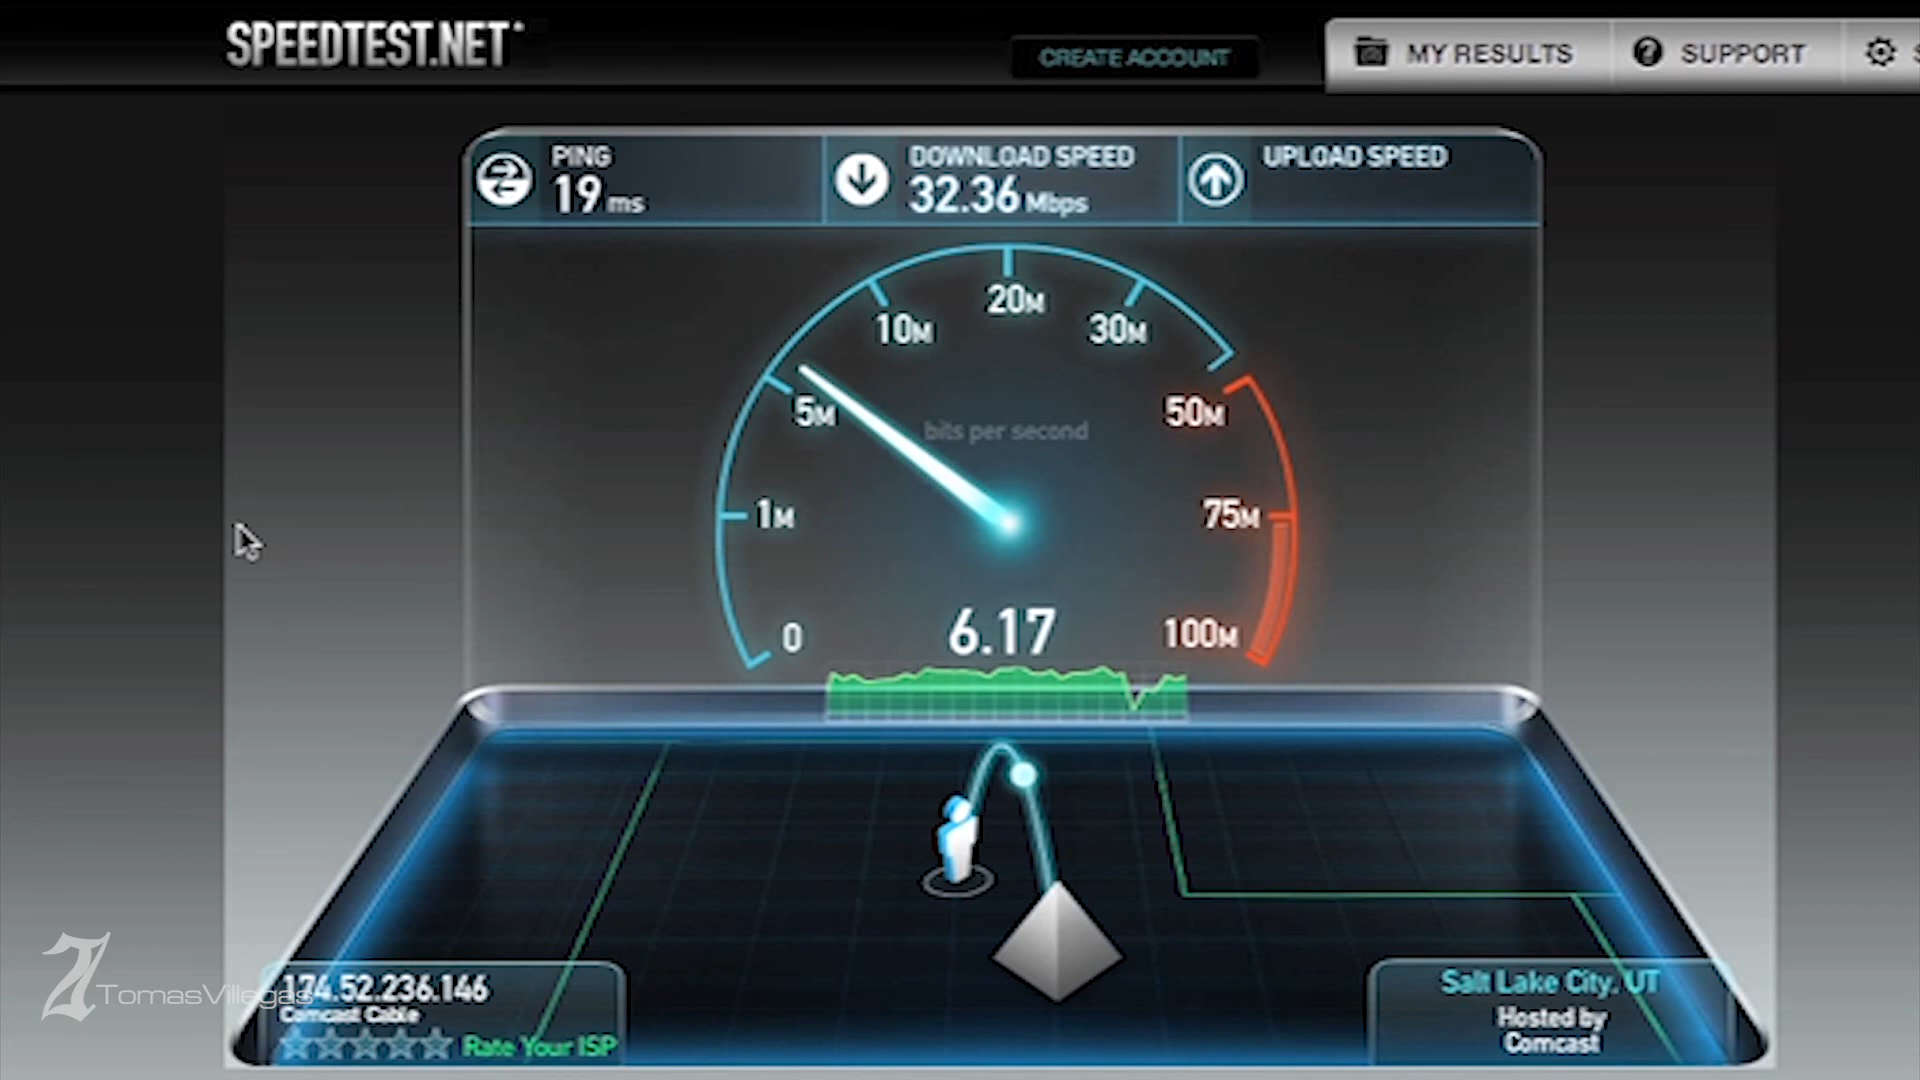 SPEEDTEST.NET
CREATE ACCOUNT
MY RESULTS
SUPPORT
PING
19 ms
DOWNLOAD SPEED
32.36 Mbps
UPLOAD SPEED
20M
10M
30M
5M
50M
bits per second
1M
75M
0
6.17
100M
174.52.236.146
TomasVillegas
Comcast Cable
Rate Your ISP
Salt Lake City, UT
Hosted by
Comcast